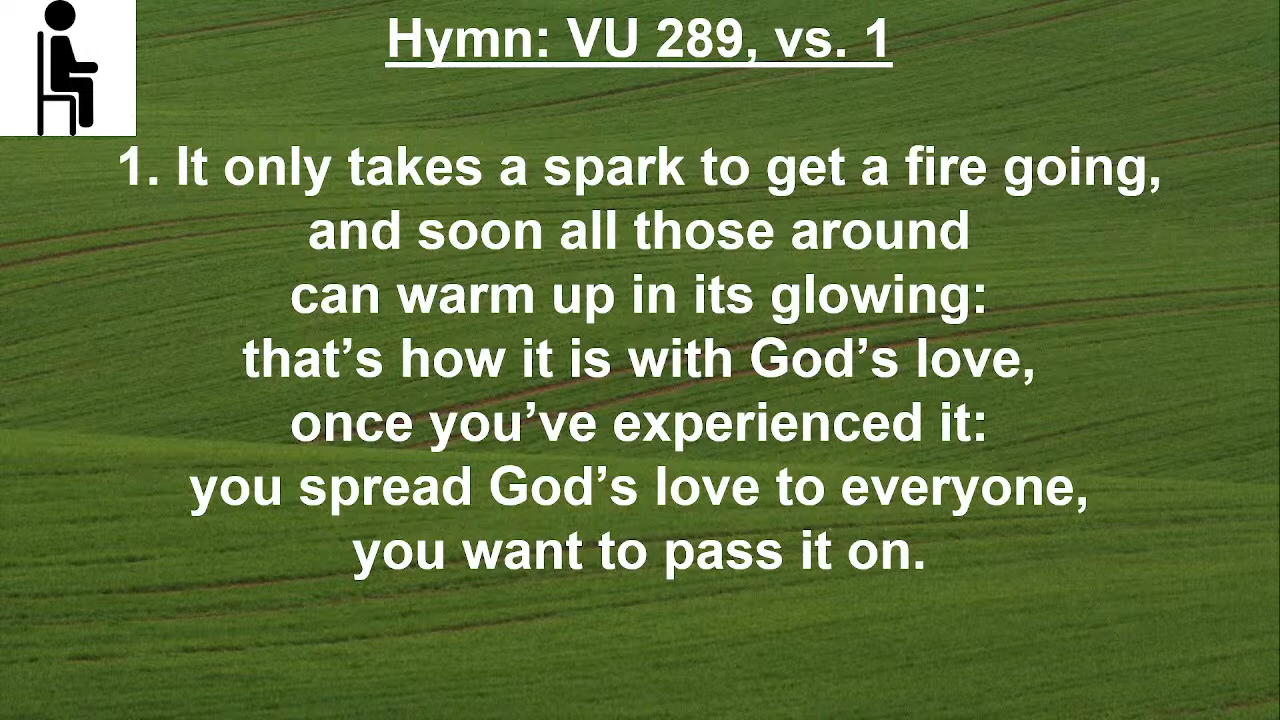 Hymn: VU 289, vs. 1
1. It only takes a spark to get a fire going,
and soon all those around
can warm up in its glowing:
that’s how it is with God’s love,
once you’ve experienced it:
you spread God’s love to everyone,
you want to pass it on.